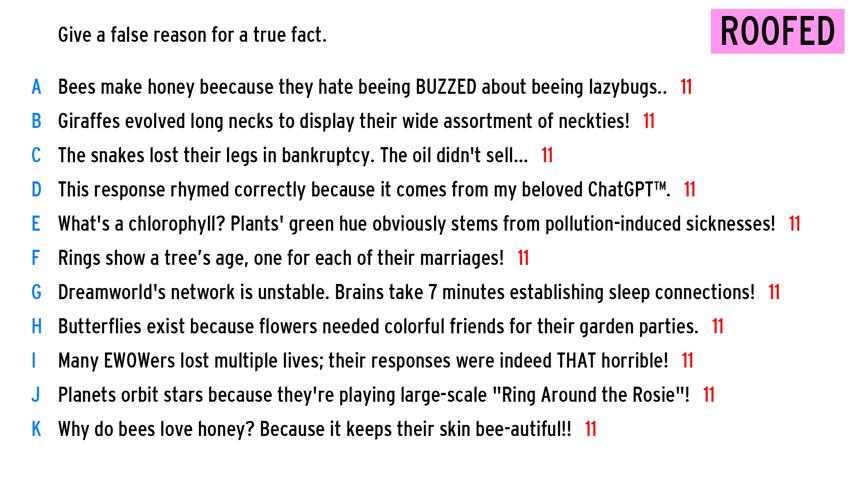 Give a false reason for a true fact.
ROOFED
A Bees make honey beecause they hate beeing BUZZED about beeing lazybugs.. 11
B Giraffes evolved long necks to display their wide assortment of neckties! 11
C The snakes lost their legs in bankruptcy. The oil didn't sell... 11
D This response rhymed correctly because it comes from my beloved ChatGPT™. 11
E What's a chlorophyll? Plants' green hue obviously stems from pollution-induced sicknesses! 11
F Rings show a tree’s age, one for each of their marriages! 11
G Dreamworld's network is unstable. Brains take 7 minutes establishing sleep connections! 11
H Butterflies exist because flowers needed colorful friends for their garden parties. 11
I Many EWOWers lost multiple lives; their responses were indeed THAT horrible! 11
J Planets orbit stars because they're playing large-scale "Ring Around the Rosie"! 11
K Why do bees love honey? Because it keeps their skin bee-autiful!! 11